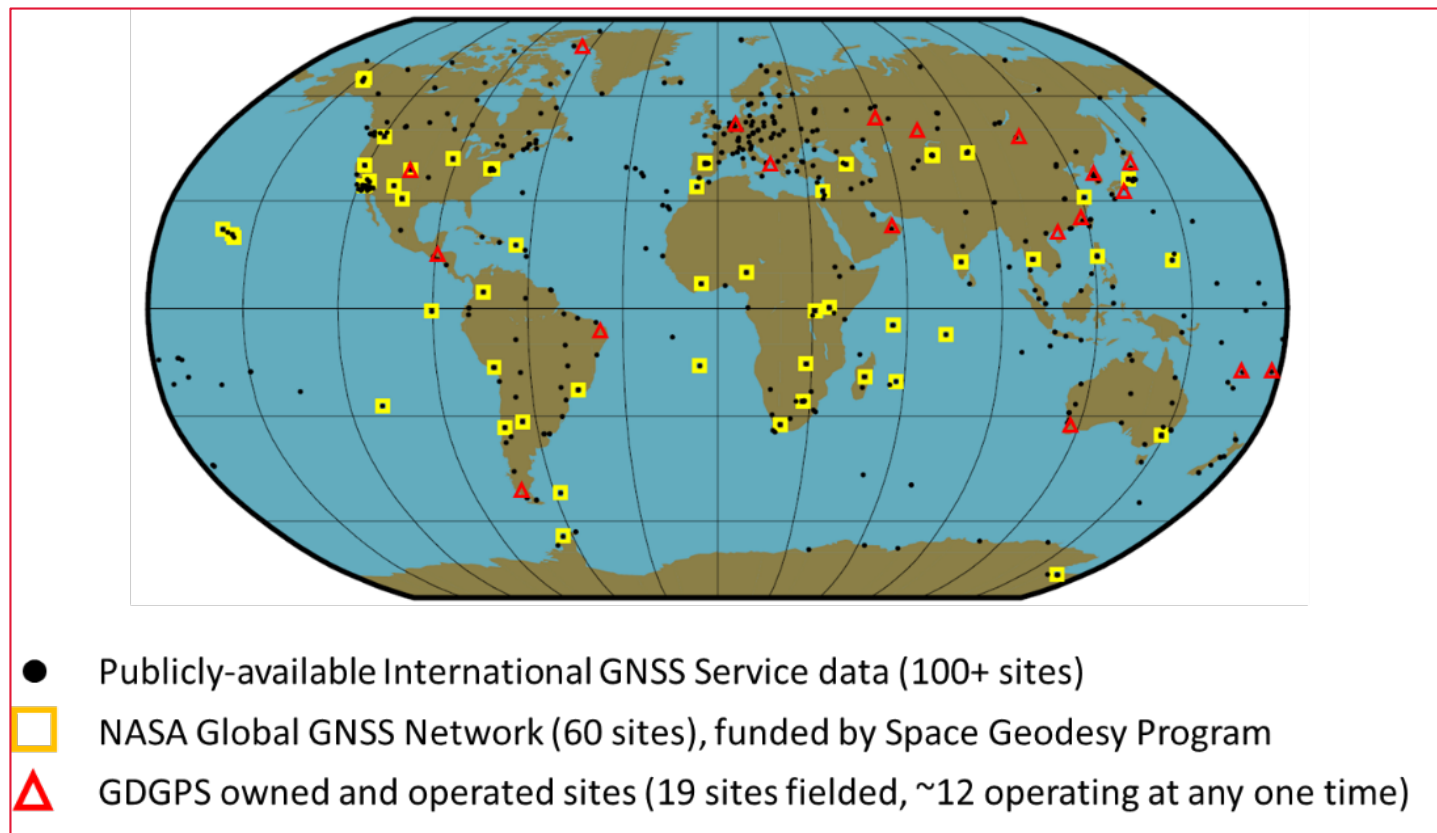 Publicly-available International GNSS Service data (100+ sites)
NASA Global GNSS Network (60 sites), funded by Space Geodesy Program
GDGPS owned and operated sites (19 sites fielded, ~12 operating at any one time)